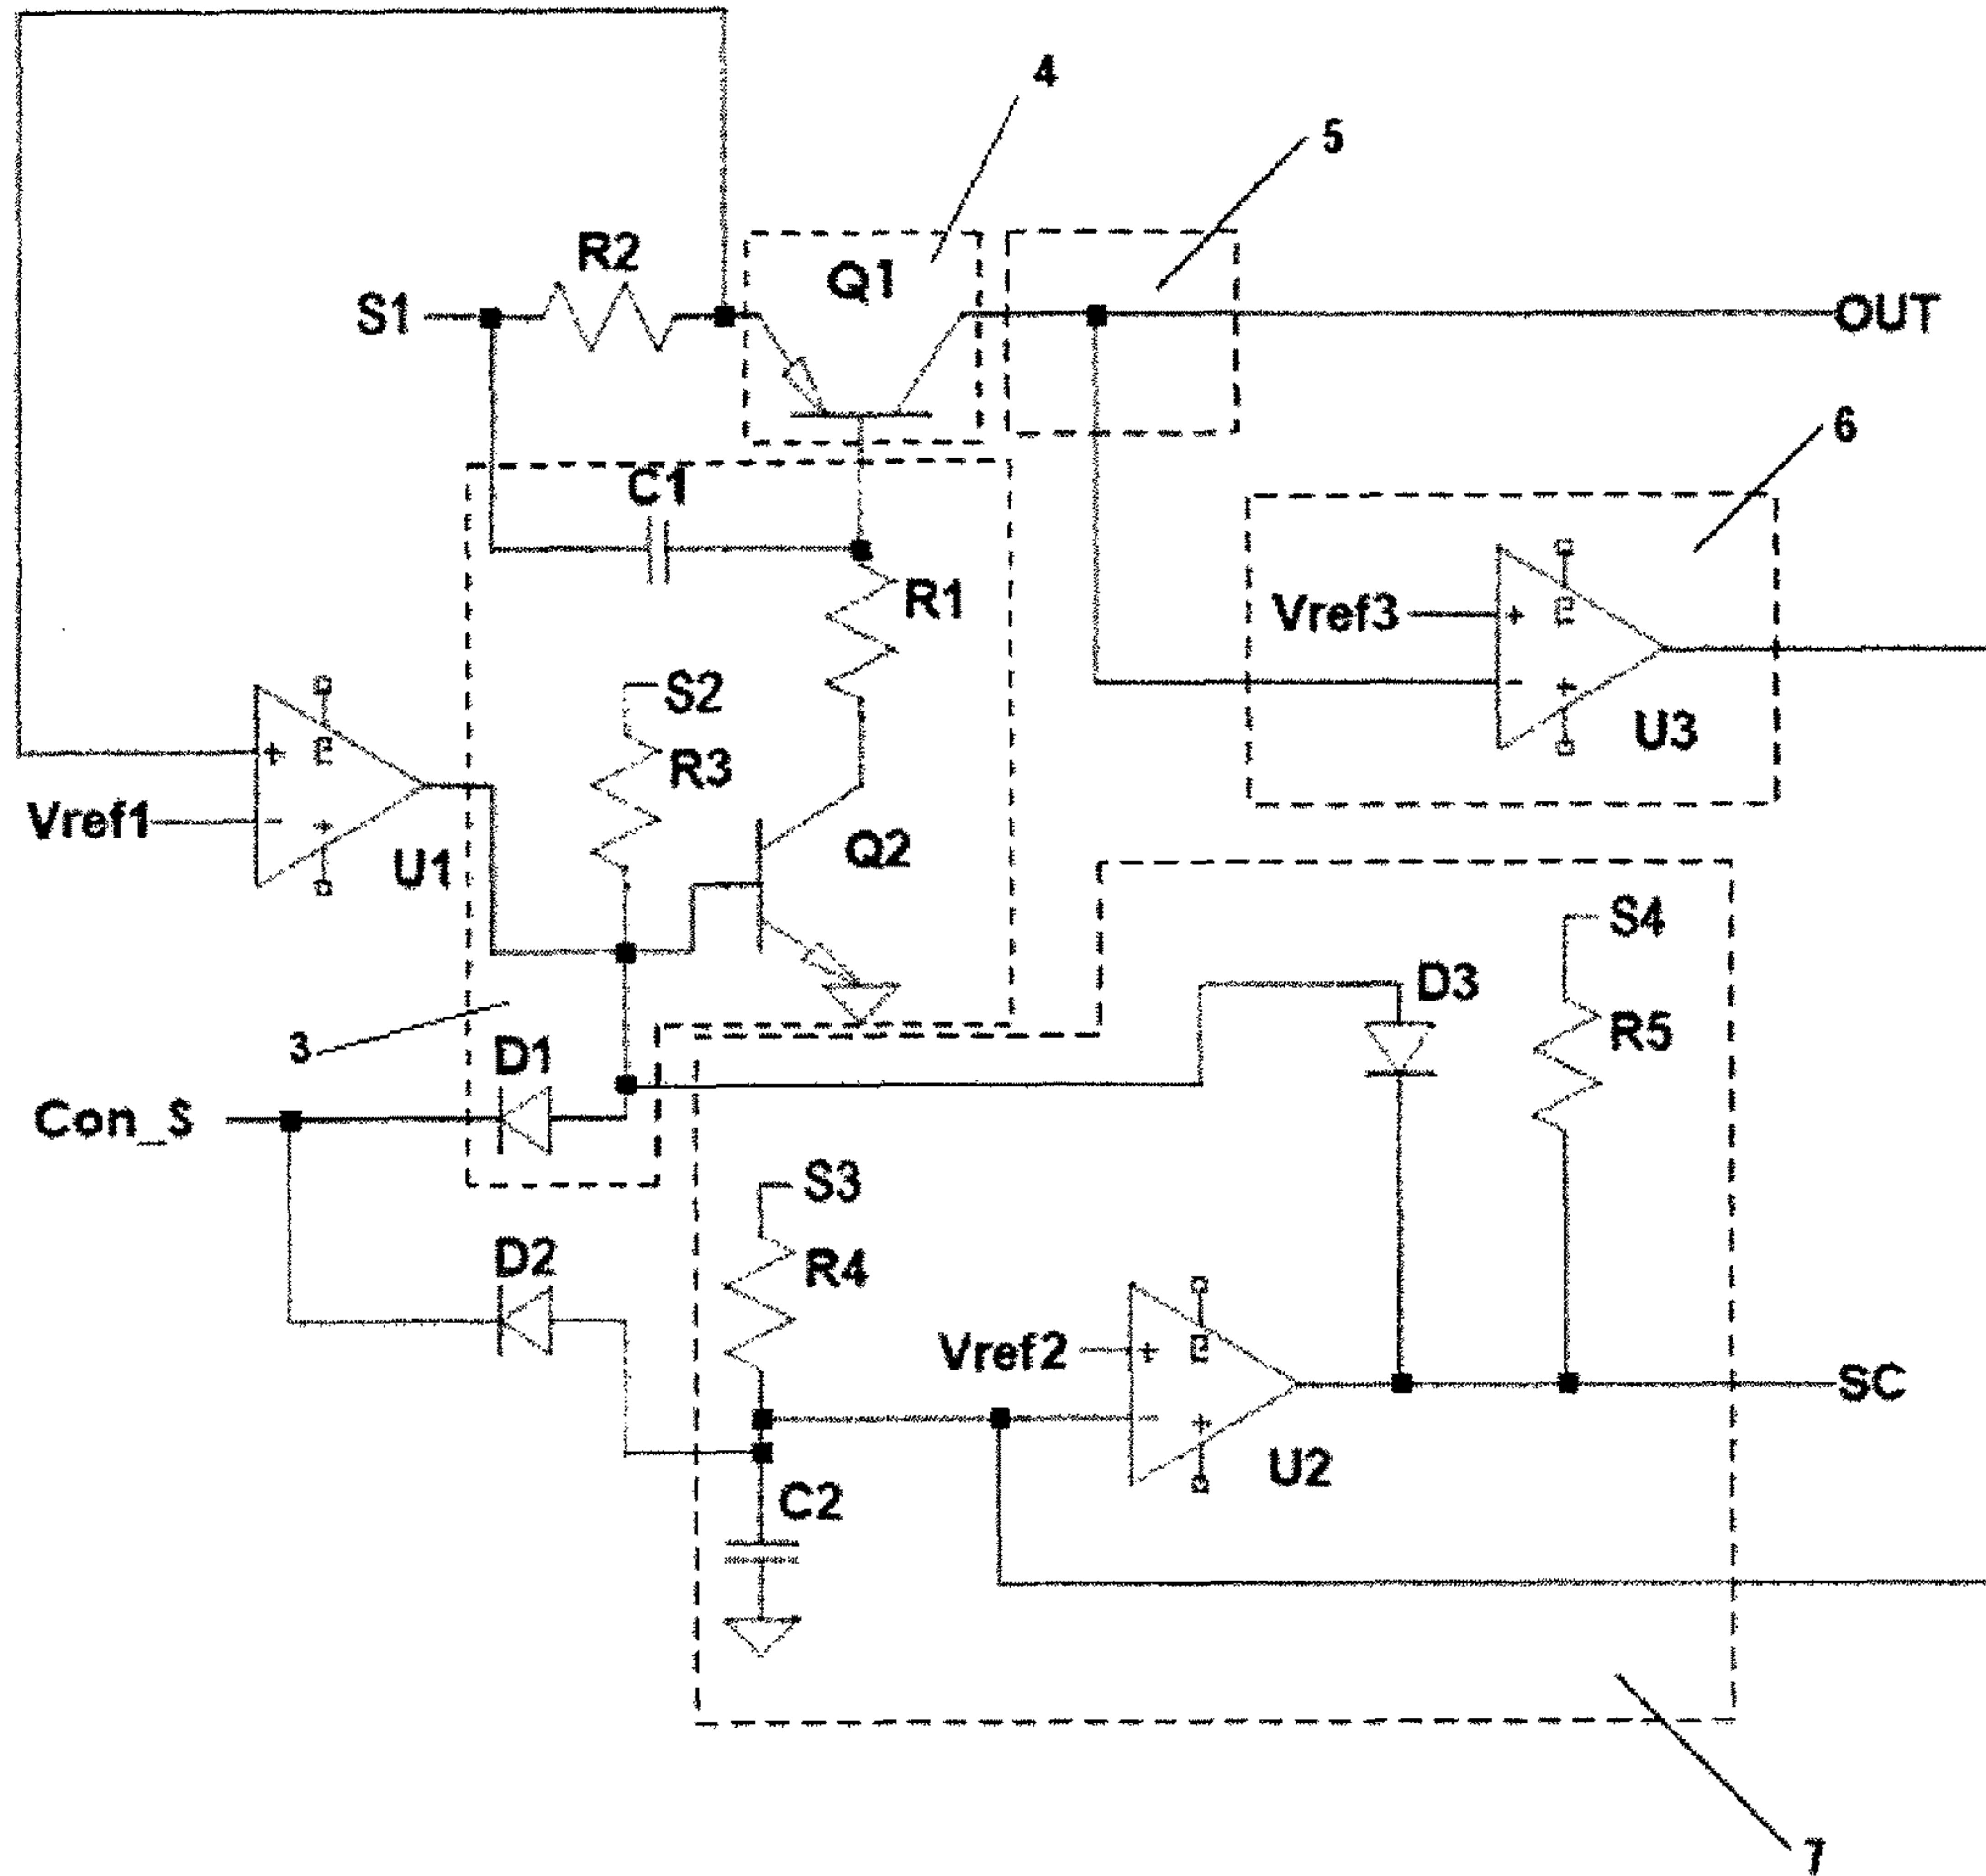 4
5
R2
Q1
S1
OUT
6
C1
R1
Vref3
S2
R3
U3
Vref1
U1
Q2
S4
D3
R5
3
D1
Con_S
S3
D2
R4
Vref2
SC
U2
C2
7